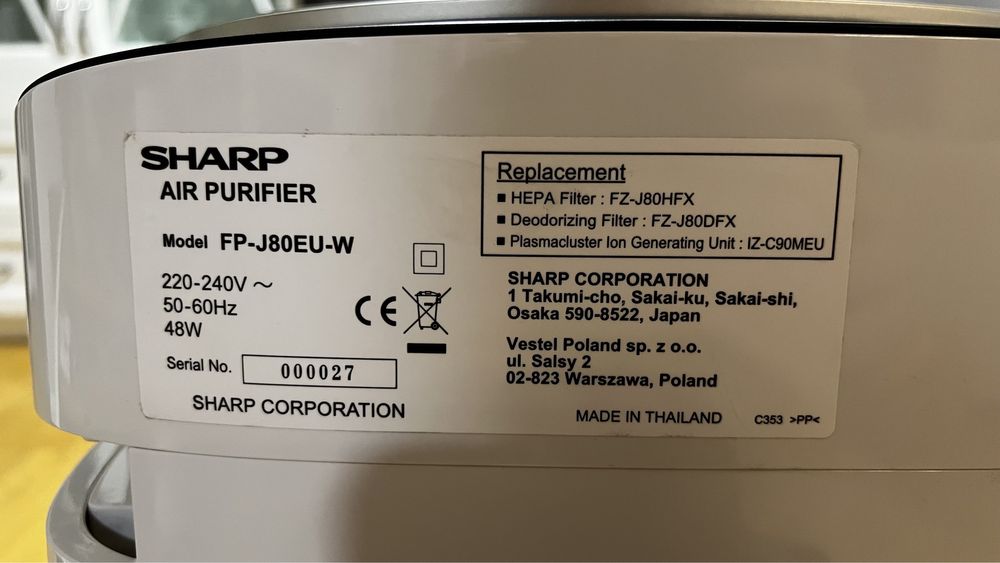 SHARP
AIR PURIFIER
Model FP-J80EU-W
220-240V ~
50-60Hz
48W
CE
Serial No. 000027
SHARP CORPORATION
Replacement
■ HEPA Filter : FZ-J80HFX
■ Deodorizing Filter : FZ-J80DFX
■ Plasmacluster Ion Generating Unit : IZ-C90MEU
SHARP CORPORATION
1 Takumi-cho, Sakai-ku, Sakai-shi,
Osaka 590-8522, Japan
Vestel Poland sp. z o.o.
ul. Salsy 2
02-823 Warszawa, Poland
MADE IN THAILAND
C353 >PP<